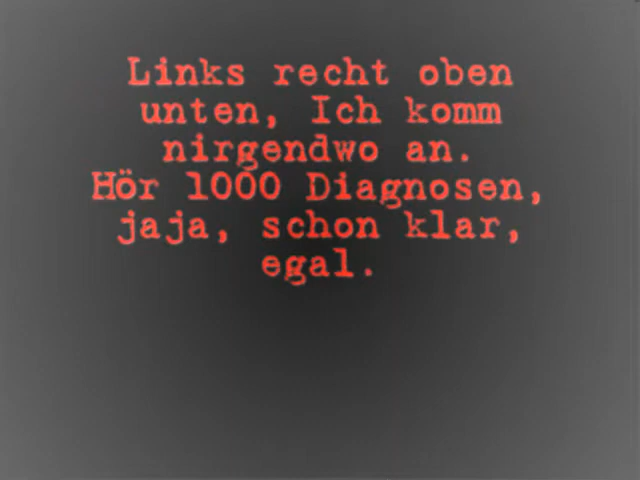 Links recht oben
unten, Ich komm
nirgendwo an.
Hör 1000 Diagnosen,
jaja, schon klar,
egal.